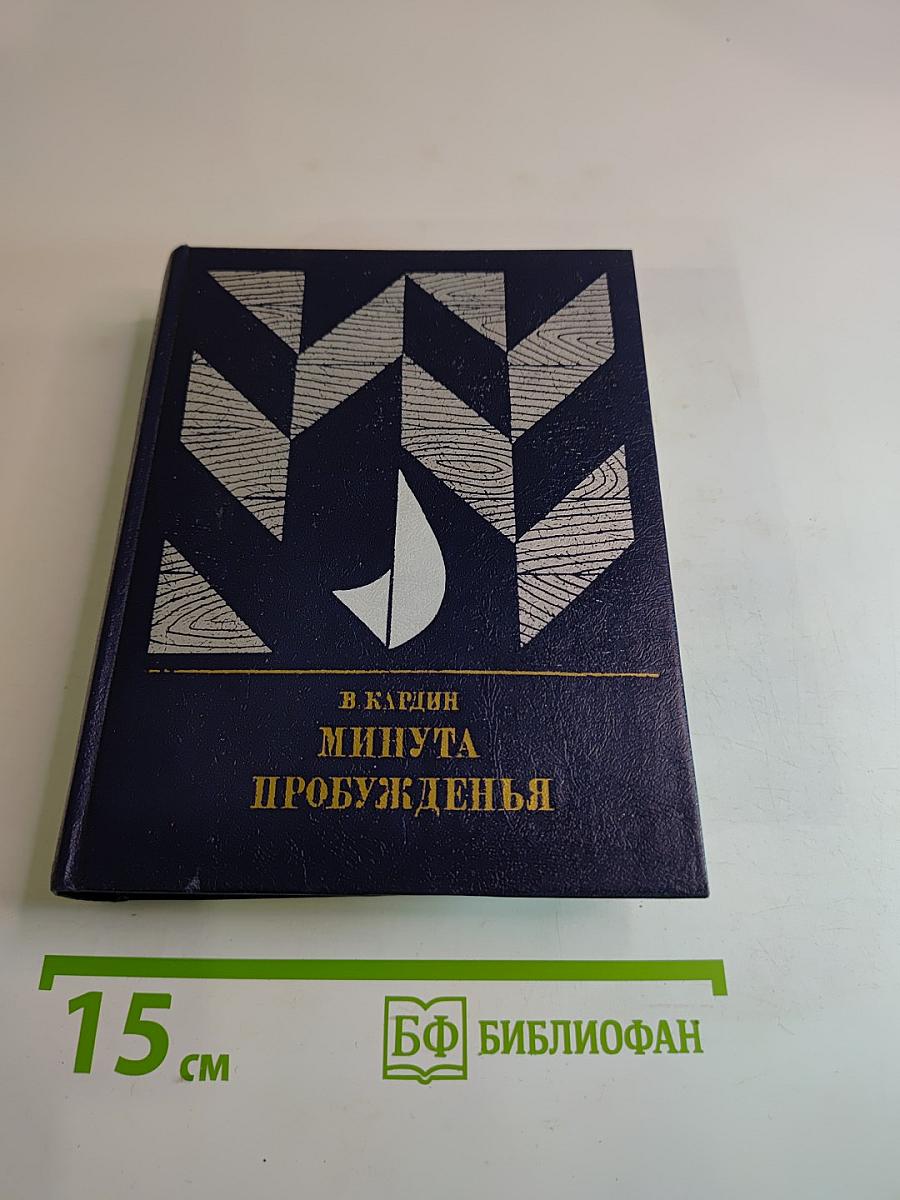 В. КАРДИН
МИНУТА
ПРОБУЖДЕНЬЯ
15 см
БФ БИБЛИОФАН